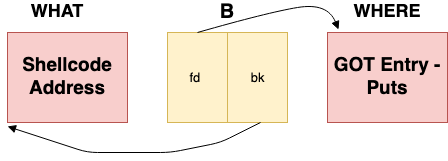 WHAT
B
WHERE
Shellcode
Address
fd
bk
GOT Entry -
Puts